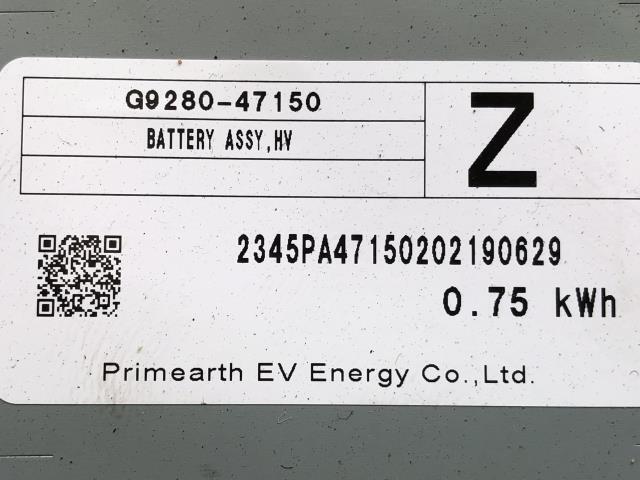 G9280-47150
BATTERY ASSY,HV
Z
2345PA47150202190629
0.75 kWh
Primearth EV Energy Co.,Ltd.